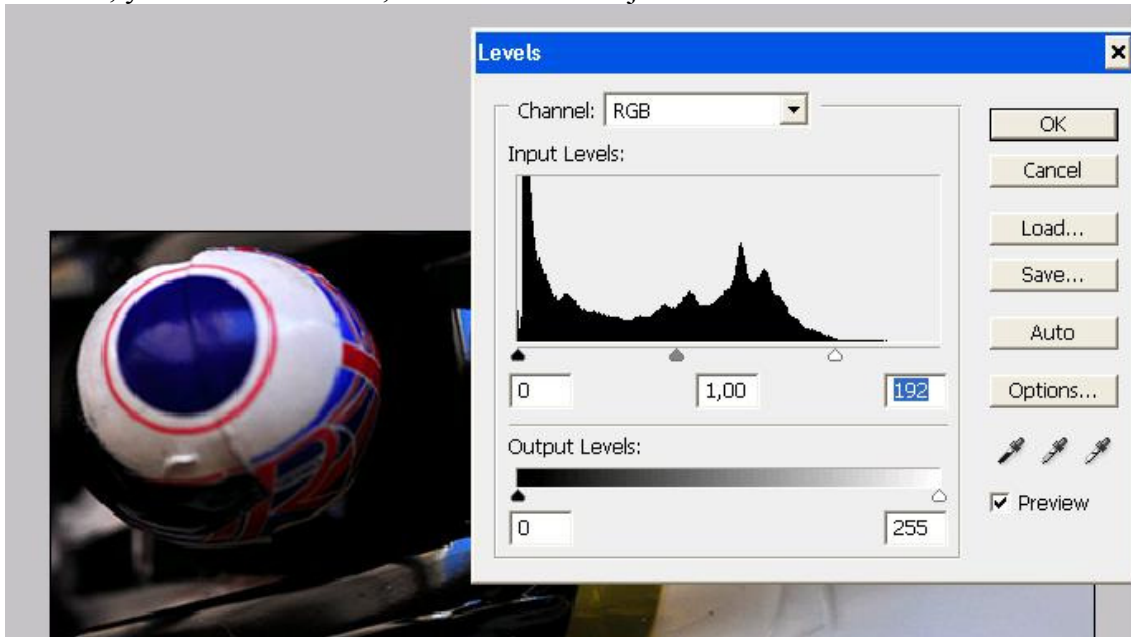 Levels
Channel: RGB
OK
Input Levels:
Cancel
Load...
Save...
Auto
0 1,00 192
Options...
Output Levels:
Preview
0 255